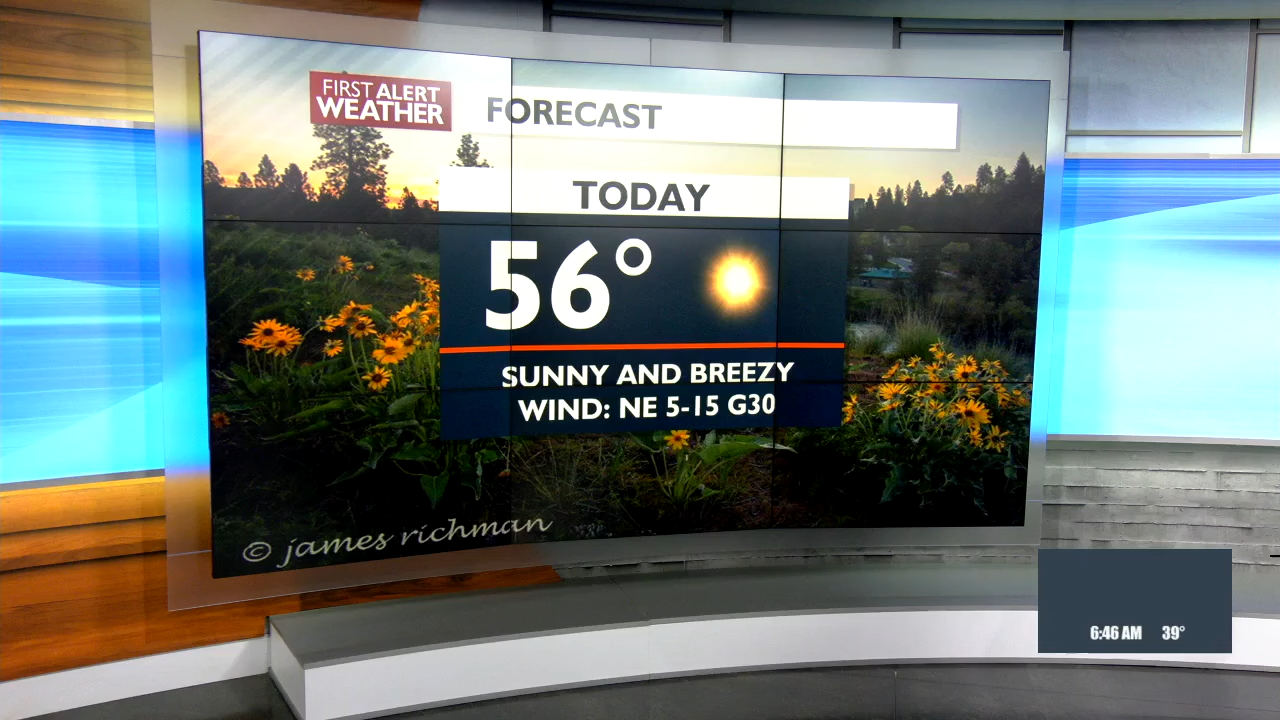 FIRST ALERT
WEATHER
FORECAST
TODAY
56°
SUNNY AND BREEZY
WIND: NE 5-15 G30
© james richman
6:46 AM 39°